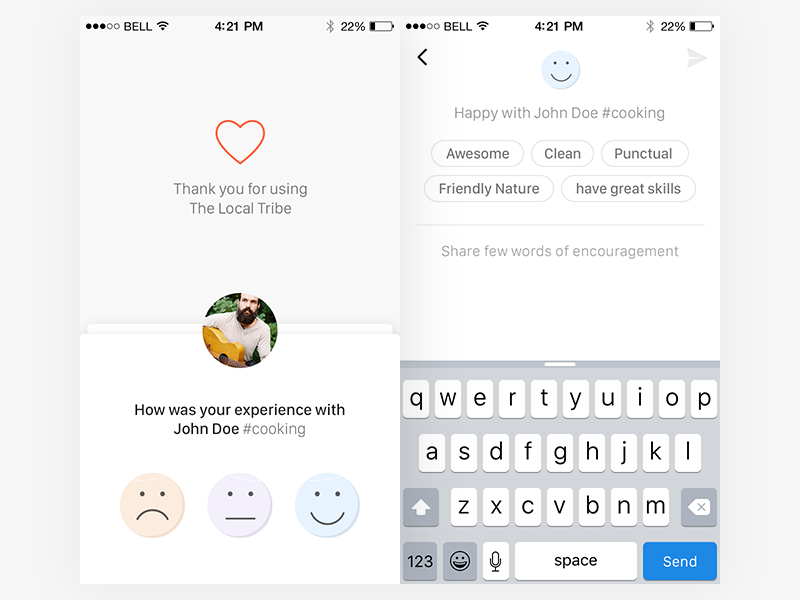 BELL 4:21 PM 22%
Thank you for using
The Local Tribe
How was your experience with
John Doe #cooking
BELL 4:21 PM 22%
Happy with John Doe #cooking
Awesome Clean Punctual
Friendly Nature have great skills
Share few words of encouragement
q w e r t y u i o p
a s d f g h j k l
z x c v b n m
123 space Send